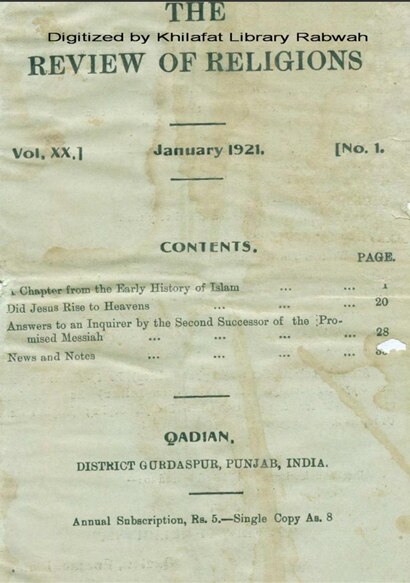 THE
Digitized by Khilafat Library Rabwah
REVIEW OF RELIGIONS
Vol, XX.] January 1921. [No. 1.
CONTENTS.
PAGE.
Chapter from the Early History of Islam ... ... 1
Did Jesus Rise to Heavens ... ... ... 20
Answers to an Inquirer by the Second Successor of the Pro-
mised Messiah ... ... ... ... 28
News and Notes ... ... ... ...
QADIAN,
DISTRICT GURDASPUR, PUNJAB, INDIA.
Annual Subscription, Rs. 5.—Single Copy As. 8